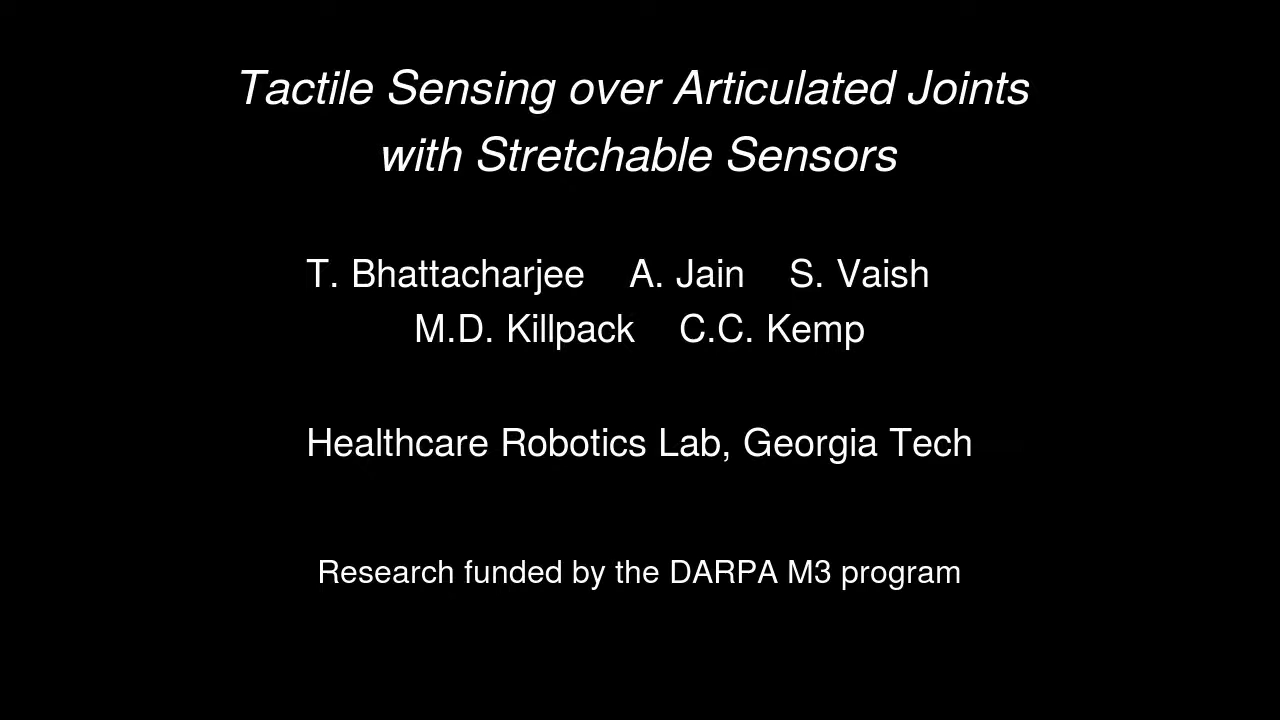 Tactile Sensing over Articulated Joints
with Stretchable Sensors
T. Bhattacharjee A. Jain S. Vaish
M.D. Killpack C.C. Kemp
Healthcare Robotics Lab, Georgia Tech
Research funded by the DARPA M3 program